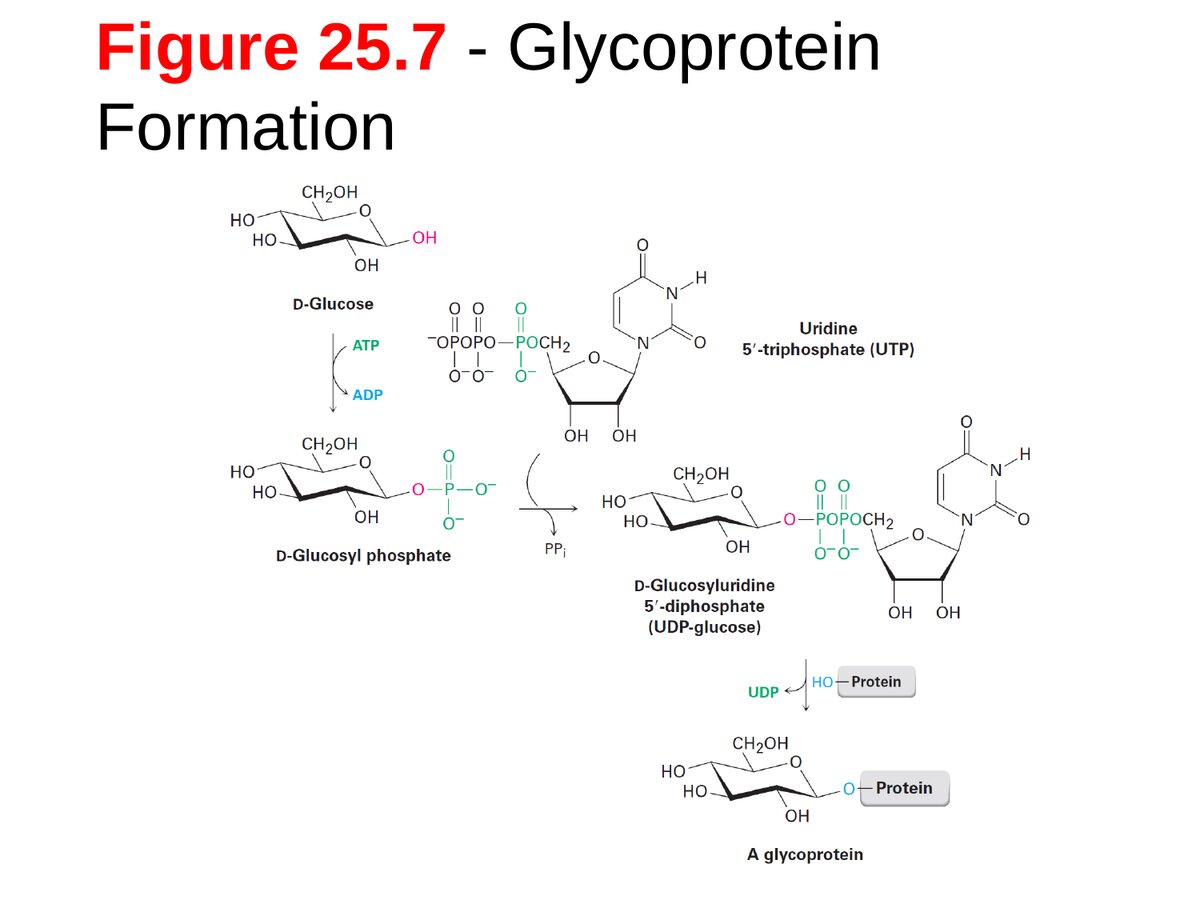 Figure 25.7 - Glycoprotein
Formation
CH₂OH
O
HO
HO
OH
OH
D-Glucose
ATP
ADP
O O O
⁻OPOPO—POCH₂
O⁻ O⁻ O⁻
O
N
H
N
O
O
OH OH
Uridine
5′-triphosphate (UTP)
CH₂OH
O
HO
HO
OH
O
O—P—O⁻
O⁻
D-Glucosyl phosphate
PPᵢ
CH₂OH
O
HO
HO
OH
O O
O—POPOCH₂
O⁻ O⁻
O
N
H
N
O
O
OH OH
D-Glucosyluridine
5′-diphosphate
(UDP-glucose)
UDP
HO—Protein
CH₂OH
O
HO
HO
O—Protein
OH
A glycoprotein